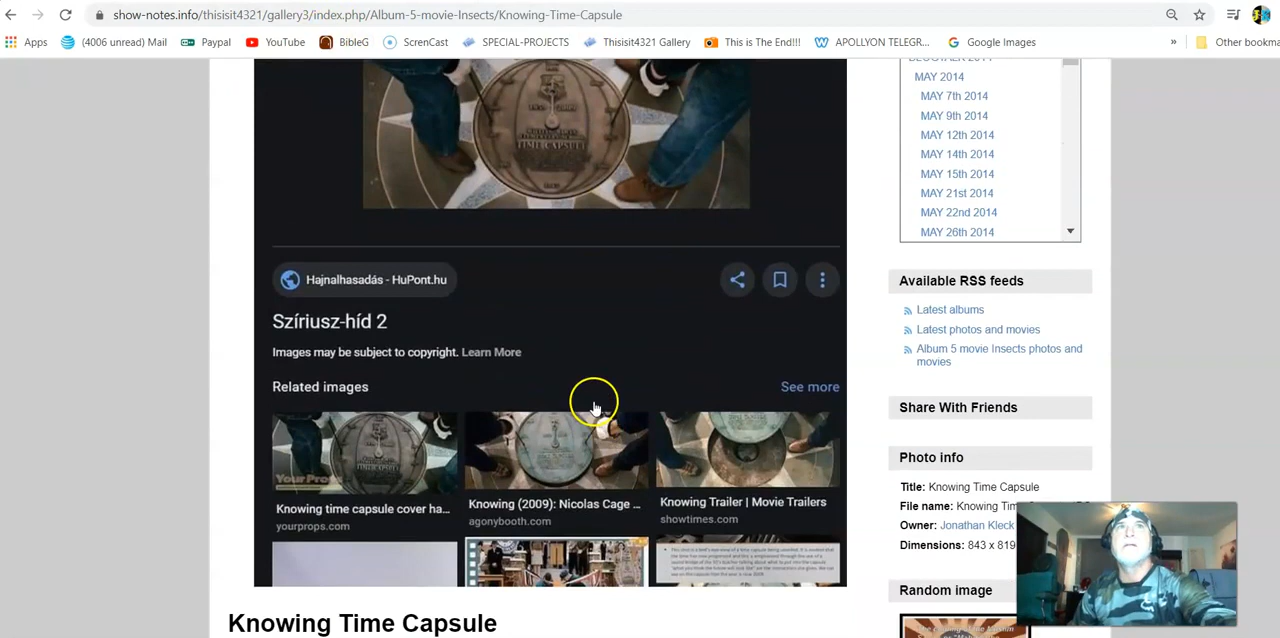 show-notes.info/thisisit4321/gallery3/index.php/Album-5-movie-Insects/Knowing-Time-Capsule
Apps
(4006 unread) Mail
Paypal
YouTube
BibleG
ScrenCast
SPECIAL-PROJECTS
Thisisit4321 Gallery
This is The End!!!
APOLLYON TELEGR...
Google Images
»
Other bookma
MAY 2014
MAY 7th 2014
MAY 9th 2014
MAY 12th 2014
MAY 14th 2014
MAY 15th 2014
MAY 21st 2014
MAY 22nd 2014
MAY 26th 2014
TIME CAPSULE
Hajnalhasadás - HuPont.hu
Szíriusz-híd 2
Images may be subject to copyright. Learn More
Related images
See more
Knowing time capsule cover ha...
yourprops.com
Knowing (2009): Nicolas Cage ...
agonybooth.com
Knowing Trailer | Movie Trailers
showtimes.com
Knowing Time Capsule
Available RSS feeds
Latest albums
Latest photos and movies
Album 5 movie Insects photos and
movies
Share With Friends
Photo info
Title: Knowing Time Capsule
File name: Knowing Tim
Owner: Jonathan Kleck
Dimensions: 843 x 819
Random image